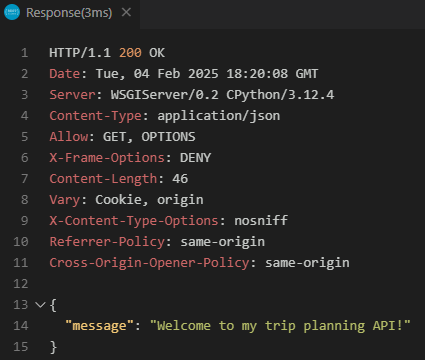 Response(3ms) ×
1 HTTP/1.1 200 OK
2 Date: Tue, 04 Feb 2025 18:20:08 GMT
3 Server: WSGIServer/0.2 CPython/3.12.4
4 Content-Type: application/json
5 Allow: GET, OPTIONS
6 X-Frame-Options: DENY
7 Content-Length: 46
8 Vary: Cookie, origin
9 X-Content-Type-Options: nosniff
10 Referrer-Policy: same-origin
11 Cross-Origin-Opener-Policy: same-origin
12
13 {
14 "message": "Welcome to my trip planning API!"
15 }